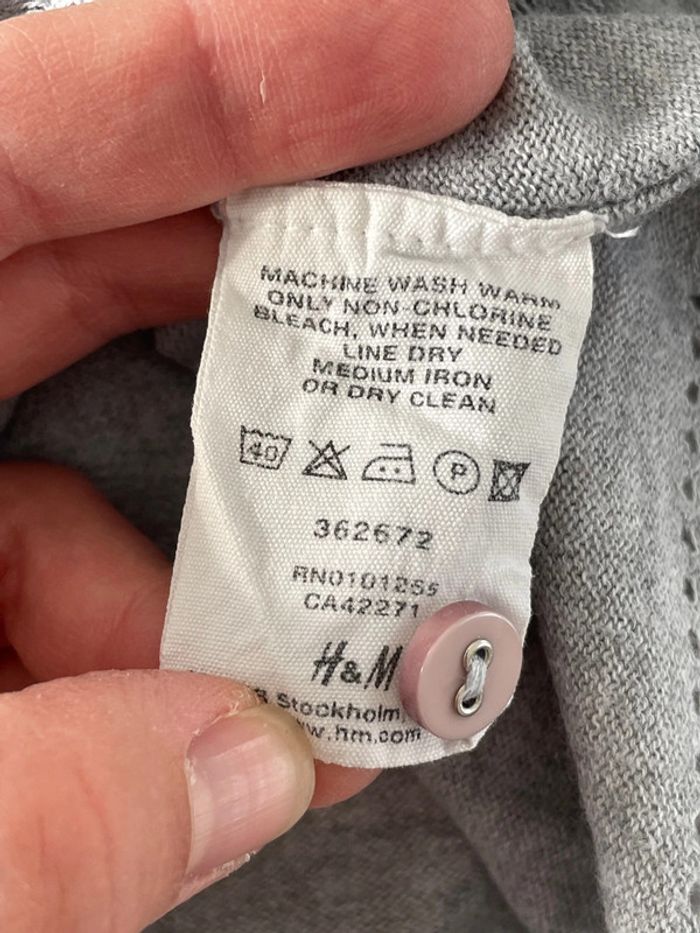 MACHINE WASH WARM
ONLY NON-CHLORINE
BLEACH, WHEN NEEDED
LINE DRY
MEDIUM IRON
OR DRY CLEAN
40
P
362672
RN0101255
CA42271
H&M
Stockholm,
.hm.com